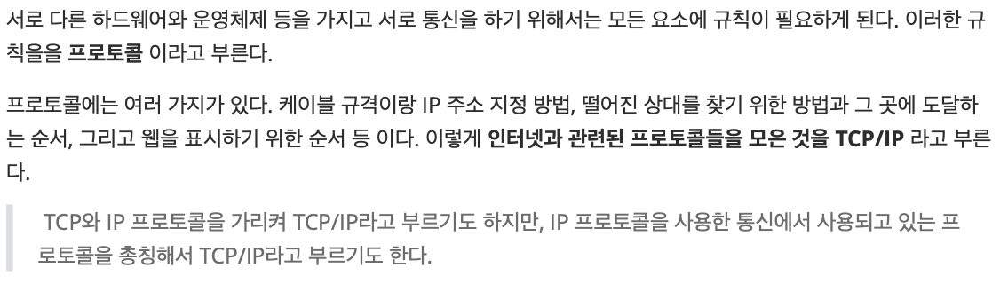 서로 다른 하드웨어와 운영체제 등을 가지고 서로 통신을 하기 위해서는 모든 요소에 규칙이 필요하게 된다. 이러한 규
칙을을 프로토콜 이라고 부른다.
프로토콜에는 여러 가지가 있다. 케이블 규격이랑 IP 주소 지정 방법, 떨어진 상대를 찾기 위한 방법과 그 곳에 도달하
는 순서, 그리고 웹을 표시하기 위한 순서 등 이다. 이렇게 인터넷과 관련된 프로토콜들을 모은 것을 TCP/IP 라고 부른
다.
TCP와 IP 프로토콜을 가리켜 TCP/IP라고 부르기도 하지만, IP 프로토콜을 사용한 통신에서 사용되고 있는 프
로토콜을 총칭해서 TCP/IP라고 부르기도 한다.